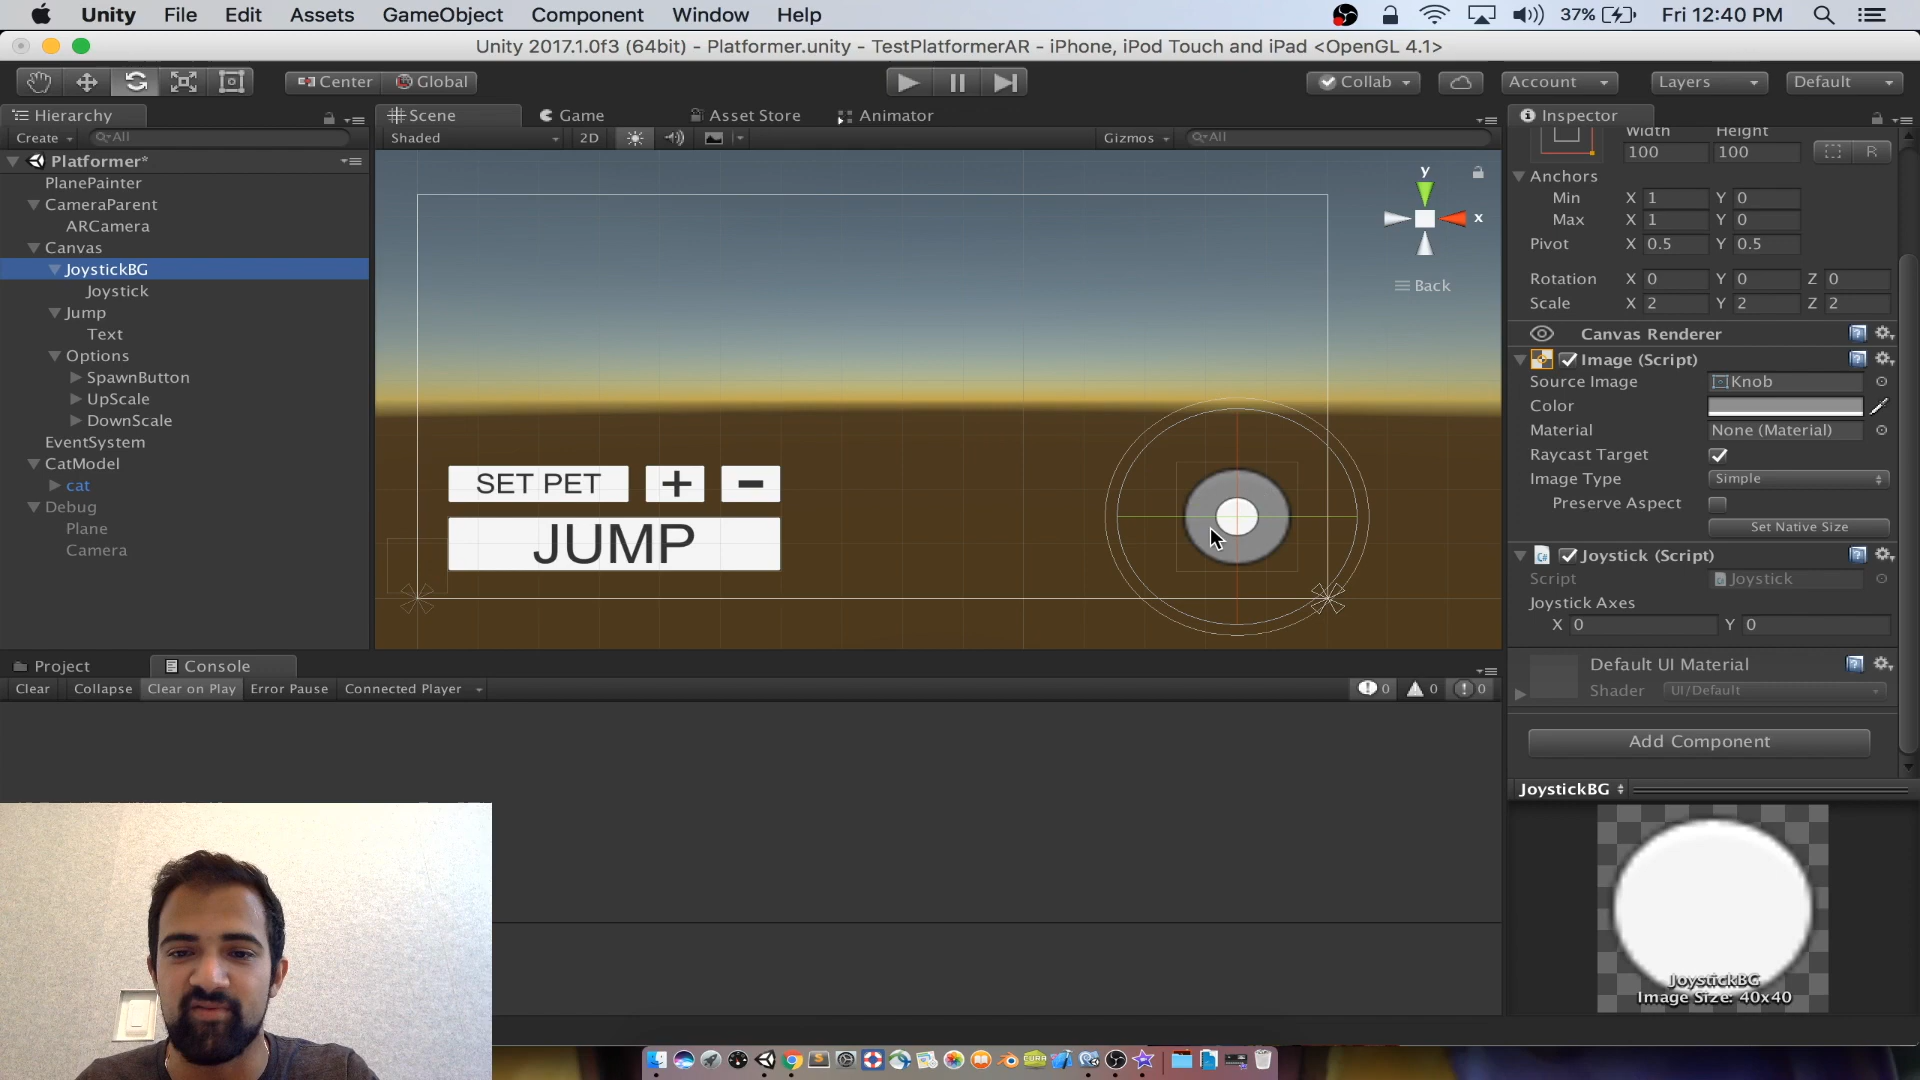 Unity File Edit Assets GameObject Component Window Help 37% Fri 12:40 PM
Unity 2017.1.0f3 (64bit) - Platformer.unity - TestPlatformerAR - iPhone, iPod Touch and iPad <OpenGL 4.1>
Center Global Collab Account Layers Default
Hierarchy
Create All
Platformer*
PlanePainter
CameraParent
ARCamera
Canvas
JoystickBG
Joystick
Jump
Text
Options
SpawnButton
UpScale
DownScale
EventSystem
CatModel
cat
Debug
Plane
Camera
Scene Game Asset Store Animator
Shaded 2D Gizmos All
y
x
Back
SET PET + -
JUMP
Inspector
Width Height
100 100 R
Anchors
Min X 1 Y 0
Max X 1 Y 0
Pivot X 0.5 Y 0.5
Rotation X 0 Y 0 Z 0
Scale X 2 Y 2 Z 2
Canvas Renderer
Image (Script)
Source Image Knob
Color
Material None (Material)
Raycast Target
Image Type Simple
Preserve Aspect
Set Native Size
Joystick (Script)
Script Joystick
Joystick Axes
X 0 Y 0
Default UI Material
Shader UI/Default
Add Component
JoystickBG
JoystickBG
Image Size: 40x40
Project Console
Clear Collapse Clear on Play Error Pause Connected Player 0 0 0
CURA